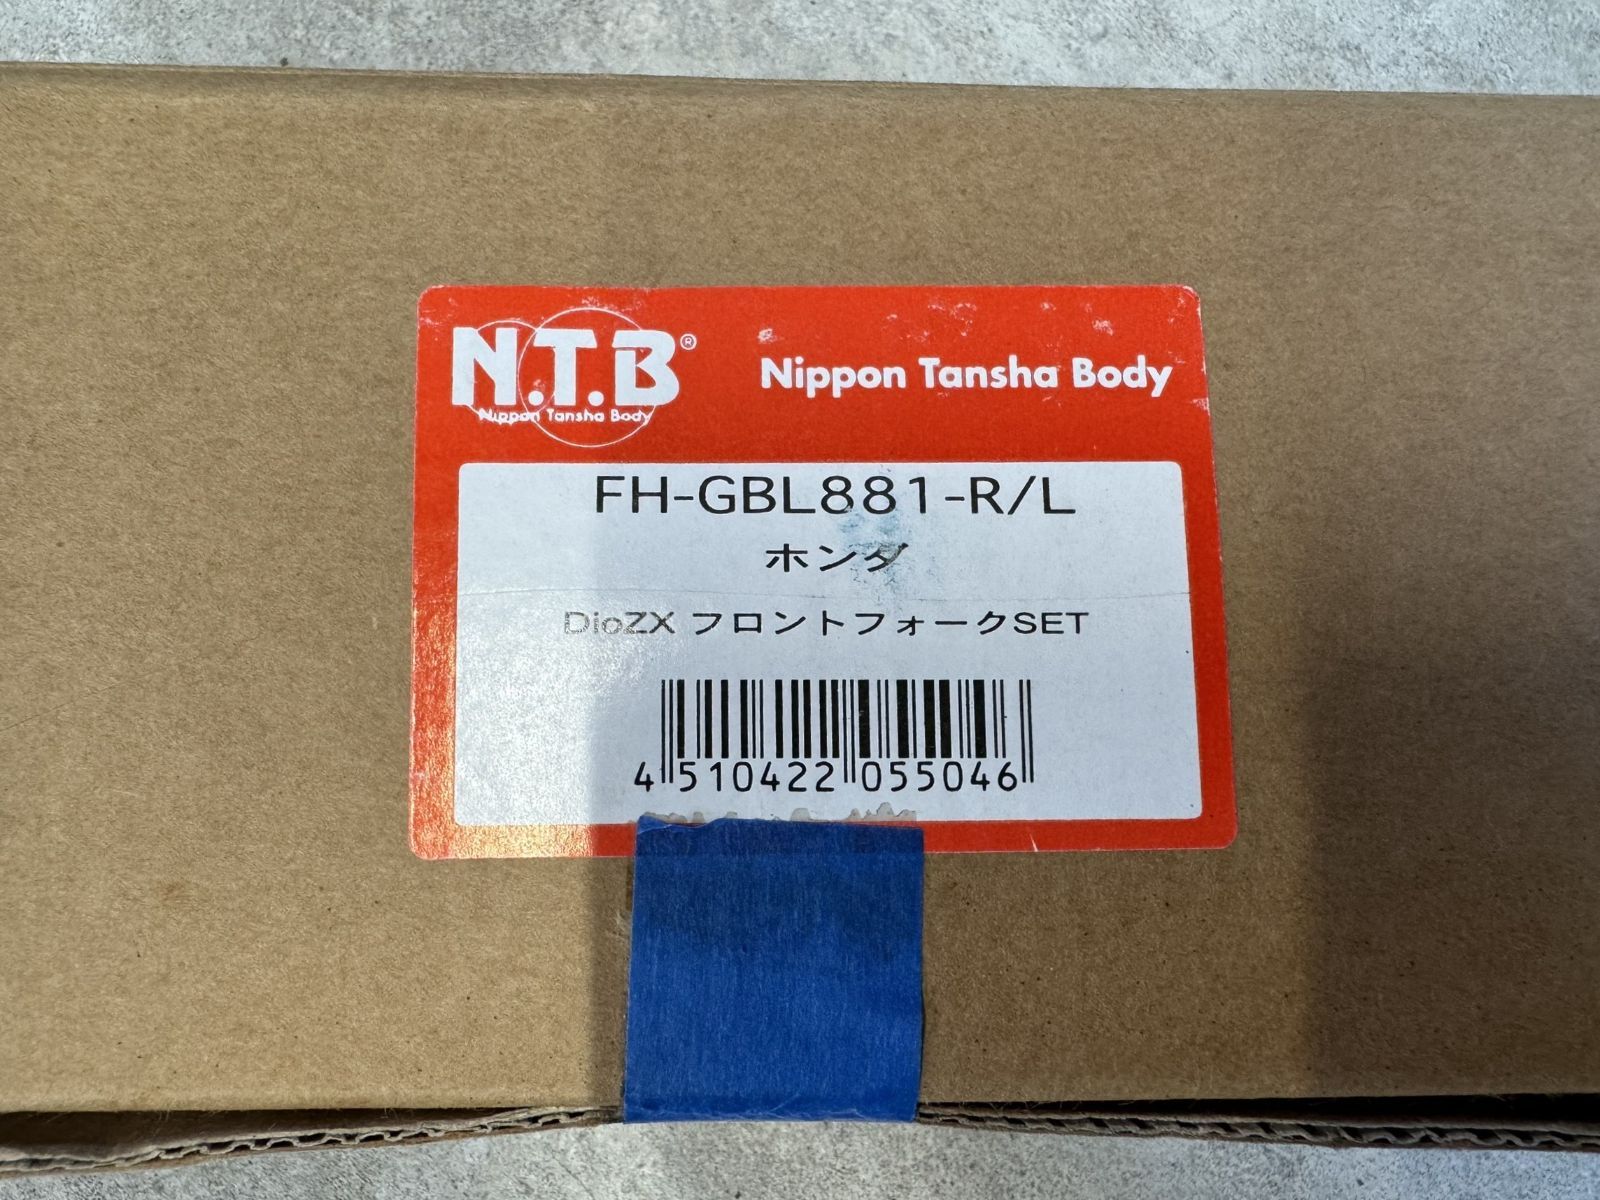 N.T.B®
Nippon Tansha Body
Nippon Tansha Body
FH-GBL881-R/L
ホンダ
DioZX フロントフォークSET
4 510422 055046